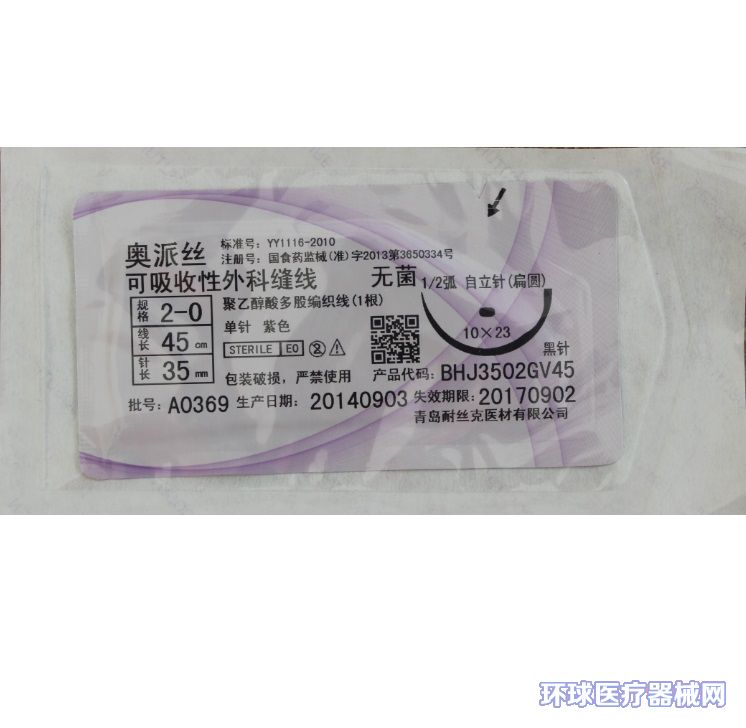 奥派丝
标准号：YY1116-2010
注册号：国食药监械(准)字2013第3650334号
可吸收性外科缝线
无菌
1/2弧 自立针(扁圆)
规格 2-0
线长 45cm
针长 35mm
聚乙醇酸多股编织线(1根)
单针 紫色
STERILE EO
10×23
黑针
包装破损，严禁使用
产品代码：BHJ3502GV45
批号：A0369 生产日期：20140903 失效期限：20170902
青岛耐丝克医材有限公司
环球医疗器械网